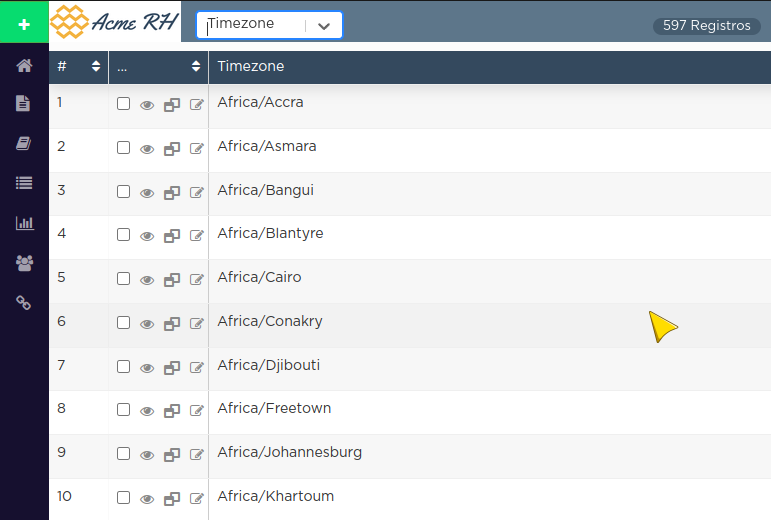 +
Acme RH
Timezone
597 Registros
# ... Timezone
1 Africa/Accra
2 Africa/Asmara
3 Africa/Bangui
4 Africa/Blantyre
5 Africa/Cairo
6 Africa/Conakry
7 Africa/Djibouti
8 Africa/Freetown
9 Africa/Johannesburg
10 Africa/Khartoum